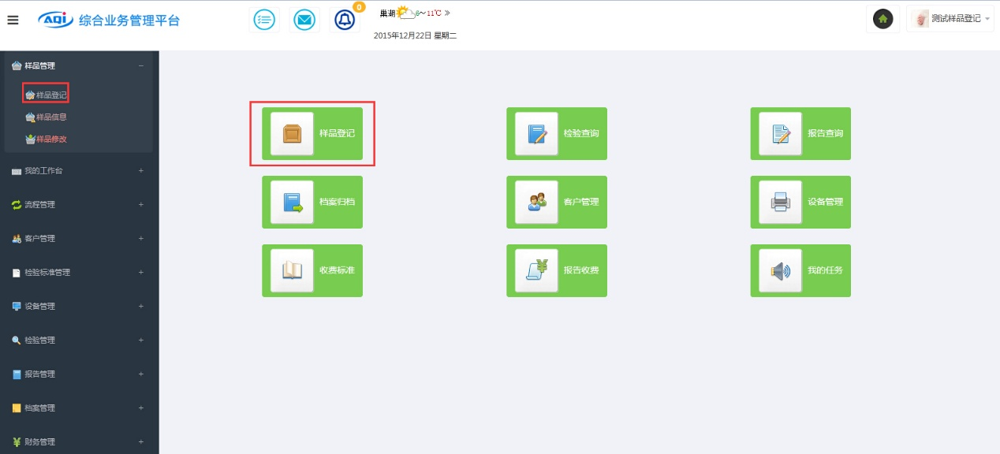 AQI 综合业务管理平台
0
巢湖 6~11℃ »
2015年12月22日 星期二
测试样品登记
样品管理 −
样品登记
样品信息
样品修改
我的工作台 +
流程管理 +
客户管理 +
检验标准管理 +
设备管理 +
检验管理 +
报告管理 +
档案管理 +
财务管理 +
样品登记
检验查询
报告查询
档案归档
客户管理
设备管理
收费标准
报告收费
我的任务